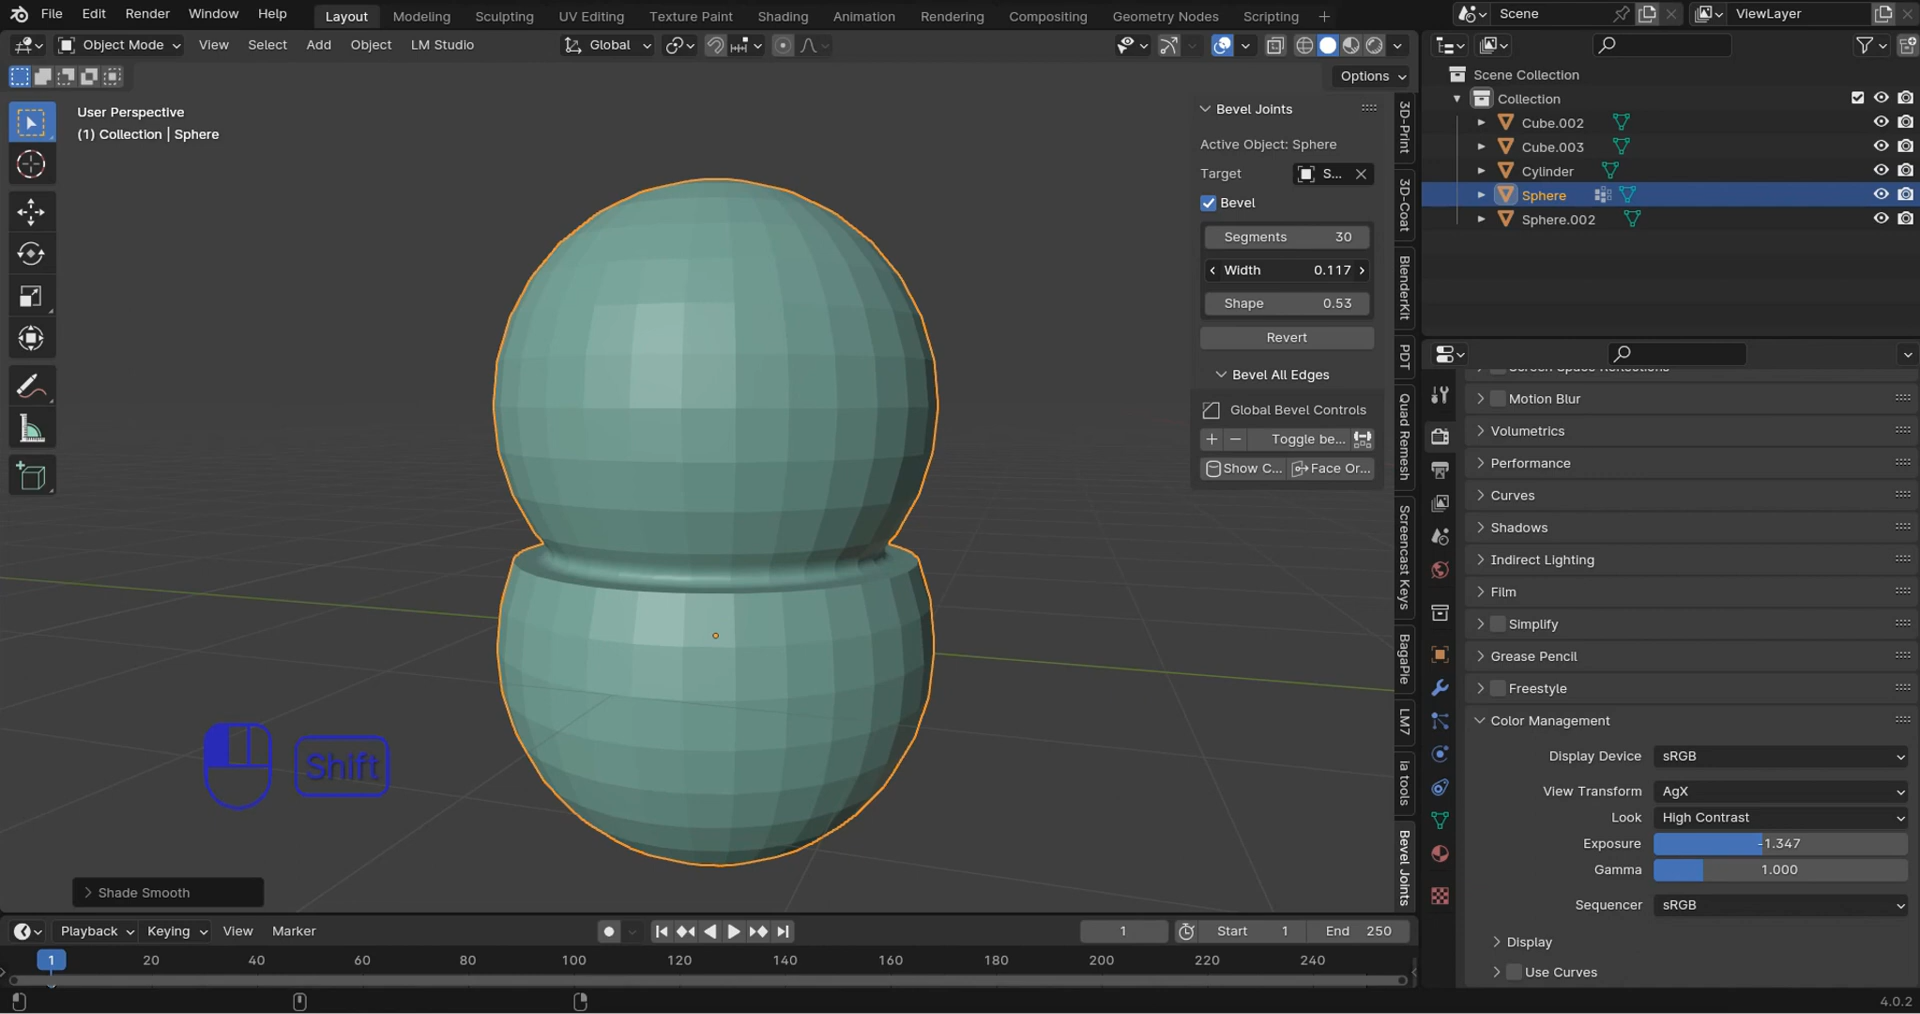 File Edit Render Window Help Layout Modeling Sculpting UV Editing Texture Paint Shading Animation Rendering Compositing Geometry Nodes Scripting + Scene ViewLayer
Object Mode View Select Add Object LM Studio Global
Options
User Perspective
(1) Collection | Sphere
Bevel Joints
Active Object: Sphere
Target S...
Bevel
Segments 30
Width 0.117
Shape 0.53
Revert
Bevel All Edges
Global Bevel Controls
+ − Toggle be...
Show C... Face Or...
3D-Print
3D-Coat
BlenderKit
PDT
Quad Remesh
Screencast Keys
BagaPie
LM7
ia tools
Bevel Joints
Scene Collection
Collection
Cube.002
Cube.003
Cylinder
Sphere
Sphere.002
Motion Blur
Volumetrics
Performance
Curves
Shadows
Indirect Lighting
Film
Simplify
Grease Pencil
Freestyle
Color Management
Display Device sRGB
View Transform AgX
Look High Contrast
Exposure -1.347
Gamma 1.000
Sequencer sRGB
Display
Use Curves
Shift
Shade Smooth
Playback Keying View Marker 1 Start 1 End 250
1 20 40 60 80 100 120 140 160 180 200 220 240
4.0.2